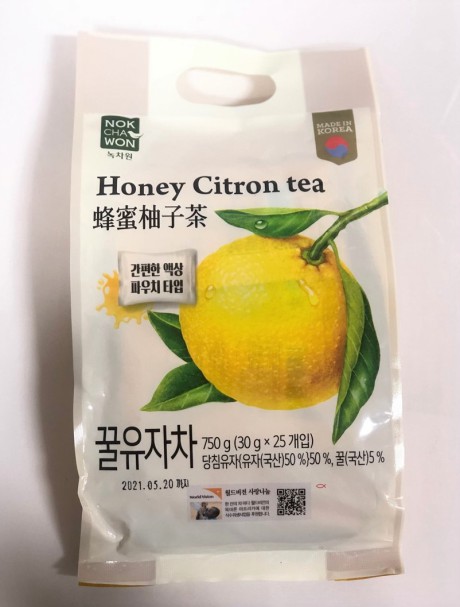 NOK
CHA
WON
녹차원
MADE IN
KOREA
Honey Citron tea
蜂蜜柚子茶
간편한 액상
파우치 타입
꿀유자차
750 g (30 g × 25 개입)
당침유자(유자(국산)50 %)50 %, 꿀(국산)5 %
2021.05.20 까지
World Vision
월드비전 사랑나눔